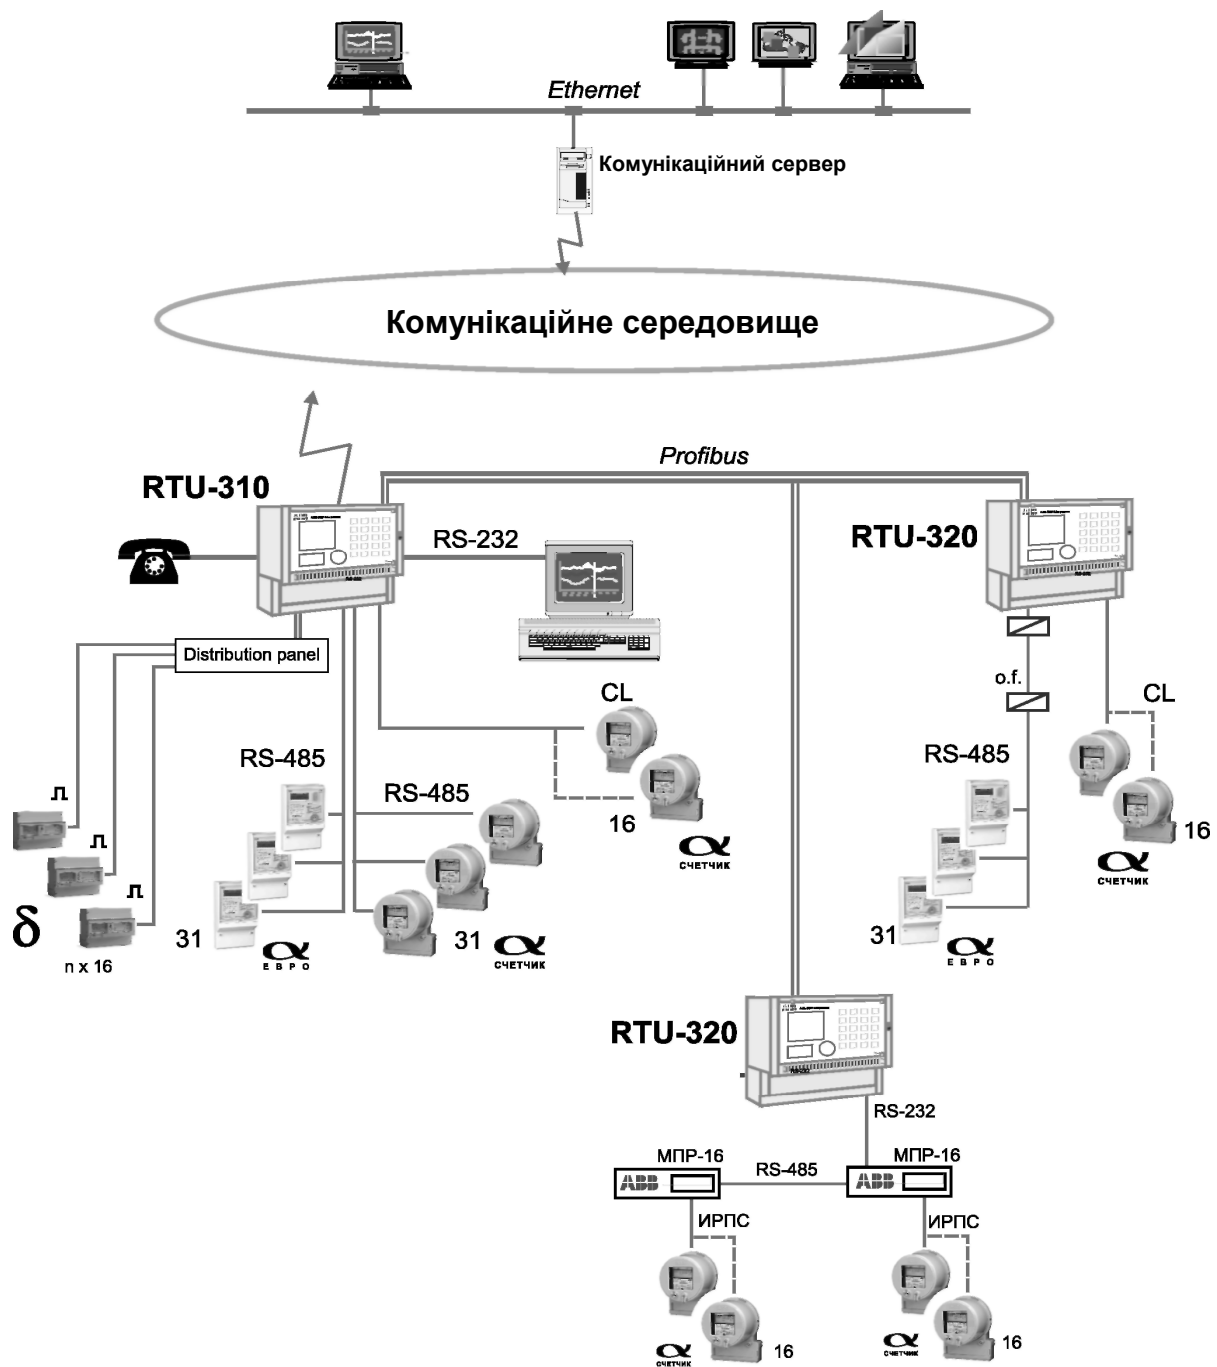 Ethernet
Комунікаційний сервер
Комунікаційне середовище
Profibus
RTU-310
RS-232
RTU-320
Distribution panel
o.f.
CL
CL
RS-485
RS-485
RS-485
16
16
СЧЕТЧИК
СЧЕТЧИК
δ
n x 16
31
α
ЕВРО
31
α
СЧЕТЧИК
31
α
ЕВРО
RTU-320
RS-232
МПР-16
RS-485
МПР-16
ABB
ABB
ИРПС
ИРПС
16
16
СЧЕТЧИК
СЧЕТЧИК